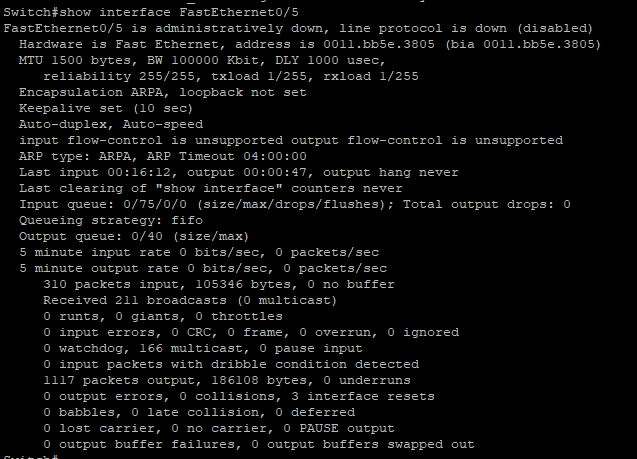 Switch#show interface FastEthernet0/5
FastEthernet0/5 is administratively down, line protocol is down (disabled)
Hardware is Fast Ethernet, address is 0011.bb5e.3805 (bia 0011.bb5e.3805)
MTU 1500 bytes, BW 100000 Kbit, DLY 1000 usec,
reliability 255/255, txload 1/255, rxload 1/255
Encapsulation ARPA, loopback not set
Keepalive set (10 sec)
Auto-duplex, Auto-speed
input flow-control is unsupported output flow-control is unsupported
ARP type: ARPA, ARP Timeout 04:00:00
Last input 00:16:12, output 00:00:47, output hang never
Last clearing of "show interface" counters never
Input queue: 0/75/0/0 (size/max/drops/flushes); Total output drops: 0
Queueing strategy: fifo
Output queue: 0/40 (size/max)
5 minute input rate 0 bits/sec, 0 packets/sec
5 minute output rate 0 bits/sec, 0 packets/sec
310 packets input, 105346 bytes, 0 no buffer
Received 211 broadcasts (0 multicast)
0 runts, 0 giants, 0 throttles
0 input errors, 0 CRC, 0 frame, 0 overrun, 0 ignored
0 watchdog, 166 multicast, 0 pause input
0 input packets with dribble condition detected
1117 packets output, 186108 bytes, 0 underruns
0 output errors, 0 collisions, 3 interface resets
0 babbles, 0 late collision, 0 deferred
0 lost carrier, 0 no carrier, 0 PAUSE output
0 output buffer failures, 0 output buffers swapped out
Switch#